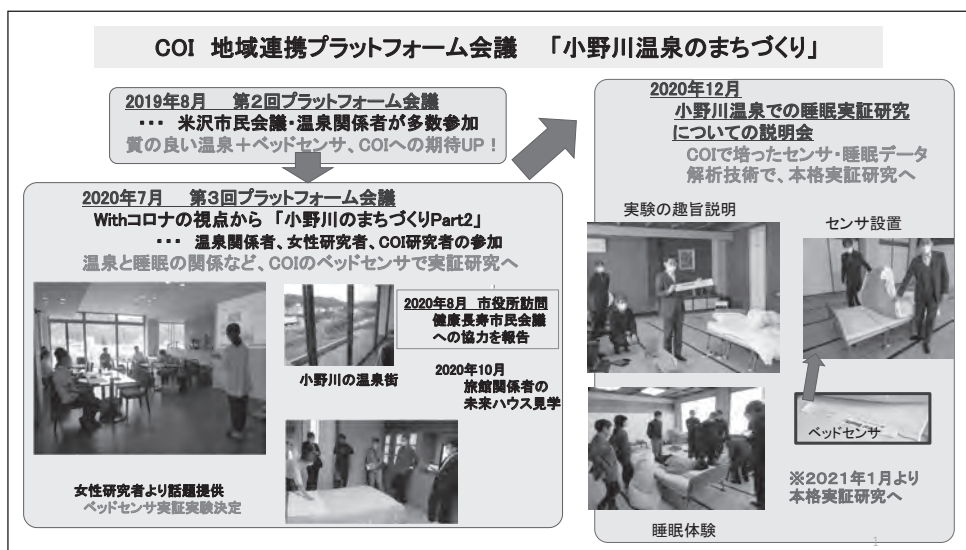 COI 地域連携プラットフォーム会議 「小野川温泉のまちづくり」
2019年8月 第2回プラットフォーム会議
･･･ 米沢市民会議・温泉関係者が多数参加
質の良い温泉＋ベッドセンサ、COIへの期待UP！
2020年7月 第3回プラットフォーム会議
Withコロナの視点から 「小野川のまちづくりPart2」
･･･ 温泉関係者、女性研究者、COI研究者の参加
温泉と睡眠の関係など、COIのベッドセンサで実証研究へ
小野川の温泉街
2020年8月 市役所訪問
健康長寿市民会議
への協力を報告
2020年10月
旅館関係者の
未来ハウス見学
女性研究者より話題提供
ベッドセンサ実証実験決定
2020年12月
小野川温泉での睡眠実証研究
についての説明会
COIで培ったセンサ・睡眠データ
解析技術で、本格実証研究へ
実験の趣旨説明
センサ設置
ベッドセンサ
※2021年1月より
本格実証研究へ
睡眠体験
1